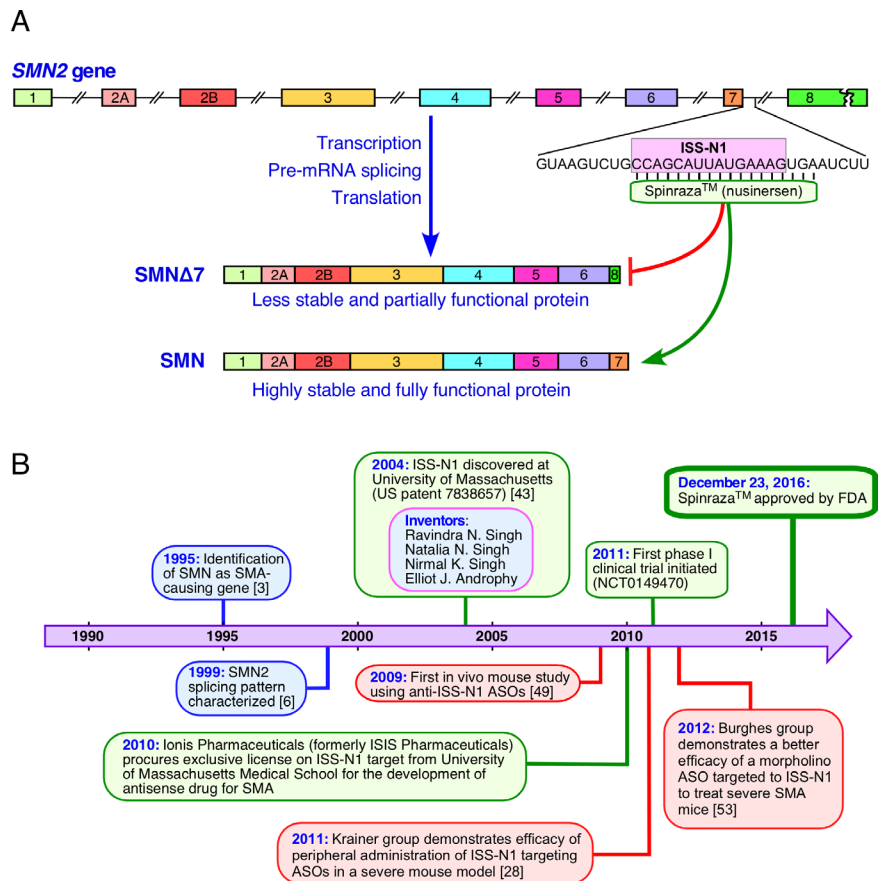 A
SMN2 gene
1 2A 2B 3 4 5 6 7 8
Transcription
Pre-mRNA splicing
Translation
ISS-N1
GUAAGUCUGCCAGCAUUAUGAAAGUGAAUCUU
Spinraza™ (nusinersen)
SMNΔ7
1 2A 2B 3 4 5 6 8
Less stable and partially functional protein
SMN
1 2A 2B 3 4 5 6 7
Highly stable and fully functional protein
B
2004: ISS-N1 discovered at
University of Massachusetts
(US patent 7838657) [43]
Inventors:
Ravindra N. Singh
Natalia N. Singh
Nirmal K. Singh
Elliot J. Androphy
December 23, 2016:
Spinraza™ approved by FDA
1995: Identification
of SMN as SMA-
causing gene [3]
2011: First phase I
clinical trial initiated
(NCT0149470)
1990 1995 2000 2005 2010 2015
1999: SMN2
splicing pattern
characterized [6]
2009: First in vivo mouse study
using anti-ISS-N1 ASOs [49]
2010: Ionis Pharmaceuticals (formerly ISIS Pharmaceuticals)
procures exclusive license on ISS-N1 target from University
of Massachusetts Medical School for the development of
antisense drug for SMA
2012: Burghes group
demonstrates a better
efficacy of a morpholino
ASO targeted to ISS-N1
to treat severe SMA
mice [53]
2011: Krainer group demonstrates efficacy of
peripheral administration of ISS-N1 targeting
ASOs in a severe mouse model [28]